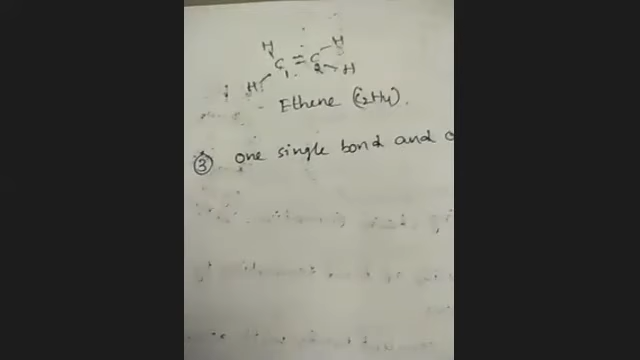 H H
C = C
1 2
H H
Ethene (C2H4).
③ one single bond and